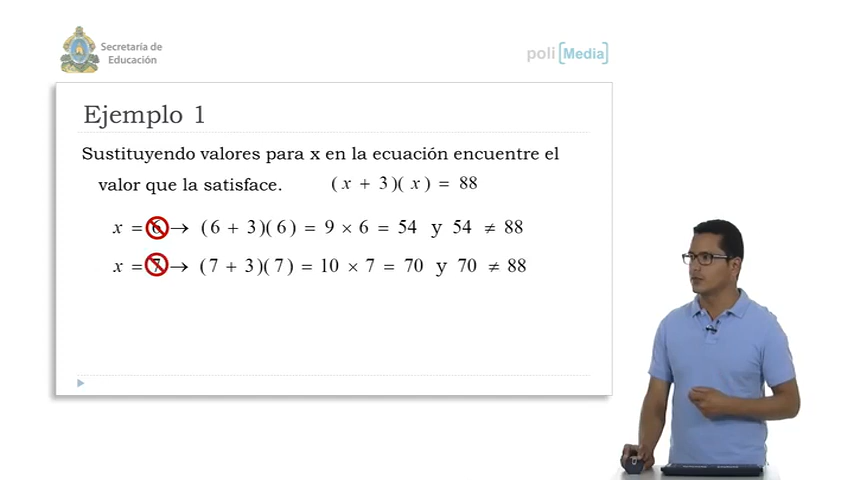 Secretaría de
Educación
poli[Media]
Ejemplo 1
Sustituyendo valores para x en la ecuación encuentre el
valor que la satisface. ( x + 3 )( x ) = 88
x = 6 → ( 6 + 3 )( 6 ) = 9 × 6 = 54 y 54 ≠ 88
x = 7 → ( 7 + 3 )( 7 ) = 10 × 7 = 70 y 70 ≠ 88